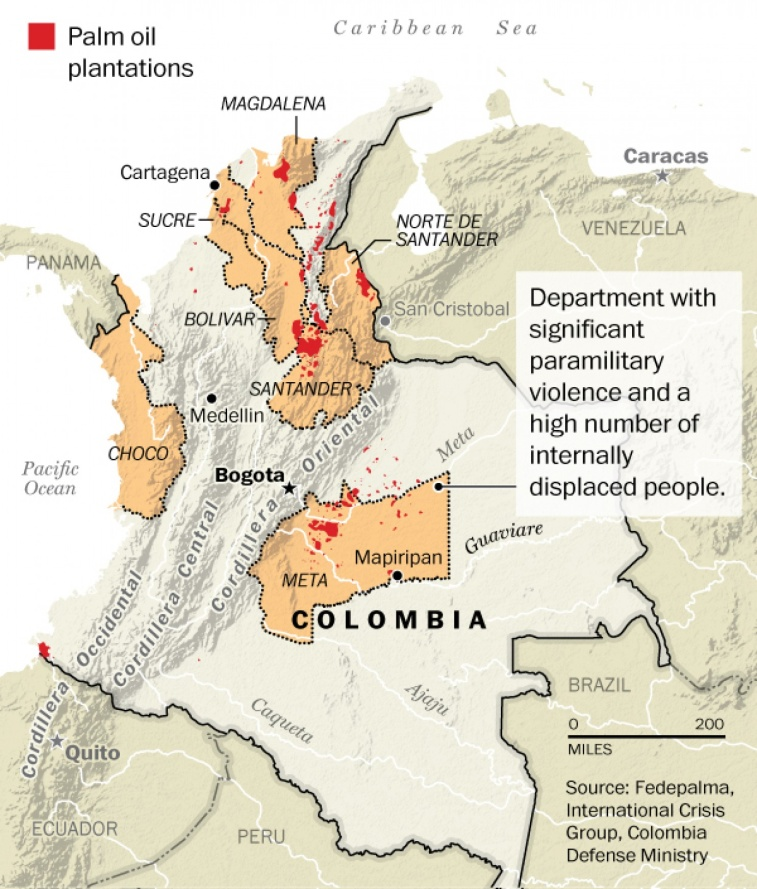 Caribbean Sea
Palm oil
plantations
MAGDALENA
Cartagena
Caracas
SUCRE
NORTE DE
SANTANDER
VENEZUELA
PANAMA
San Cristobal
Department with
significant
paramilitary
violence and a
high number of
internally
displaced people.
BOLIVAR
SANTANDER
Medellin
CHOCO
Meta
Pacific
Ocean
Bogota
Cordillera Oriental
Guaviare
Mapiripan
META
Cordillera Central
COLOMBIA
Cordillera Occidental
BRAZIL
Ajaju
Caqueta
0 200
MILES
Quito
Source: Fedepalma,
International Crisis
Group, Colombia
Defense Ministry
ECUADOR
PERU